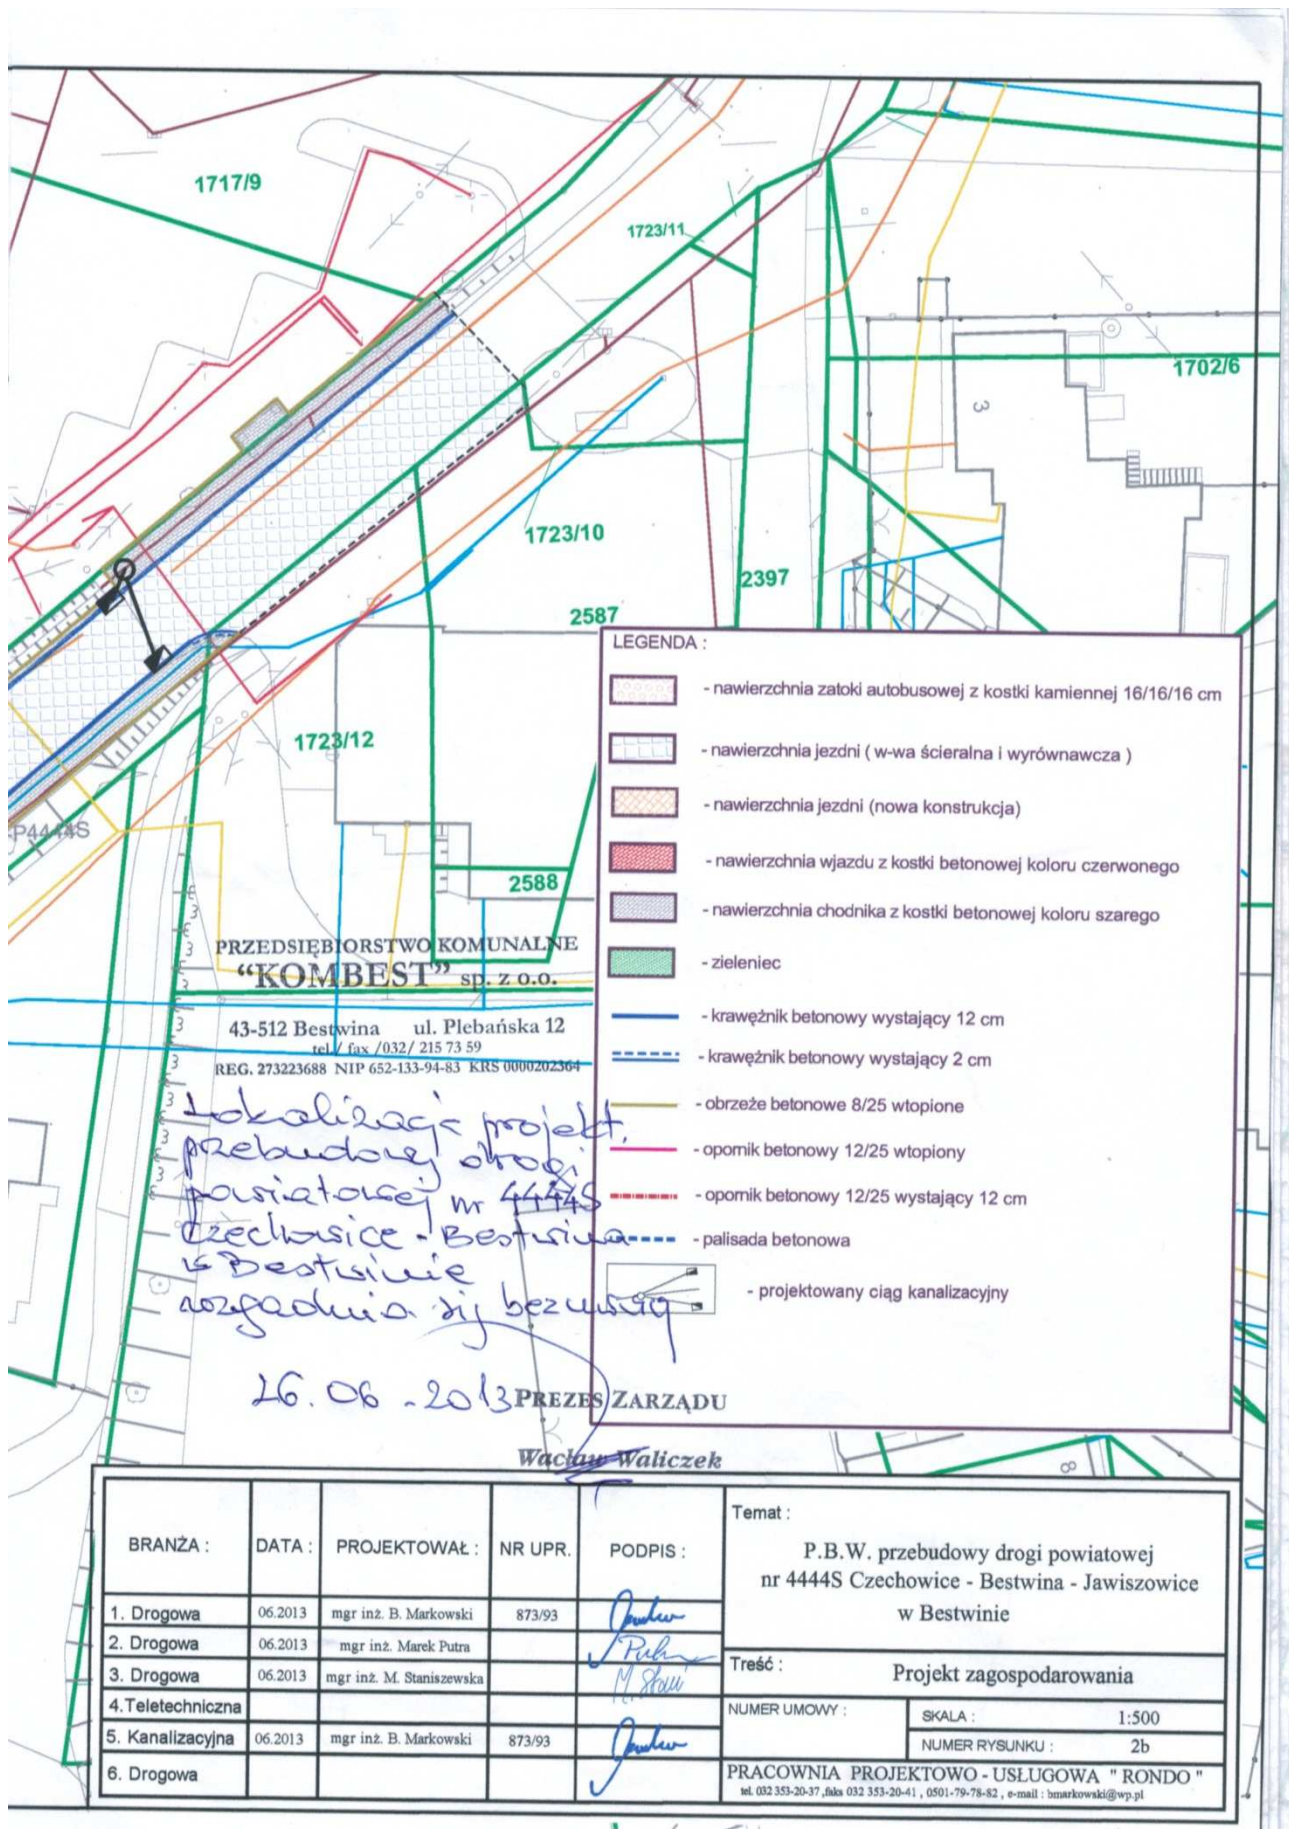 1717/9
1723/11
1702/6
3
1723/10
2397
2587
1723/12
P4444S
2588
LEGENDA :
- nawierzchnia zatoki autobusowej z kostki kamiennej 16/16/16 cm
- nawierzchnia jezdni ( w-wa ścieralna i wyrównawcza )
- nawierzchnia jezdni (nowa konstrukcja)
- nawierzchnia wjazdu z kostki betonowej koloru czerwonego
- nawierzchnia chodnika z kostki betonowej koloru szarego
- zieleniec
- krawężnik betonowy wystający 12 cm
- krawężnik betonowy wystający 2 cm
- obrzeże betonowe 8/25 wtopione
- opornik betonowy 12/25 wtopiony
- opornik betonowy 12/25 wystający 12 cm
- palisada betonowa
- projektowany ciąg kanalizacyjny
PRZEDSIĘBIORSTWO KOMUNALNE
“KOMBEST” sp. z o.o.
43-512 Bestwina ul. Plebańska 12
tel./ fax /032/ 215 73 59
REG. 273223688 NIP 652-133-94-83 KRS 0000202364
Lokalizację projekt.
przebudowy drogi
powiatowej nr 4444S
Czechowice - Bestwina
w Bestwinie
uzgadnia się bez uwag
26.06.2013
PREZES ZARZĄDU
Wacław Waliczek
8
BRANŻA : DATA : PROJEKTOWAŁ : NR UPR. PODPIS :
1. Drogowa 06.2013 mgr inż. B. Markowski 873/93
2. Drogowa 06.2013 mgr inż. Marek Putra
3. Drogowa 06.2013 mgr inż. M. Staniszewska
4.Teletechniczna
5. Kanalizacyjna 06.2013 mgr inż. B. Markowski 873/93
6. Drogowa
Temat :
P.B.W. przebudowy drogi powiatowej
nr 4444S Czechowice - Bestwina - Jawiszowice
w Bestwinie
Treść : Projekt zagospodarowania
NUMER UMOWY :
SKALA : 1:500
NUMER RYSUNKU : 2b
PRACOWNIA PROJEKTOWO - USŁUGOWA " RONDO "
tel. 032 353-20-37 ,faks 032 353-20-41 , 0501-79-78-82 , e-mail : bmarkowski@wp.pl